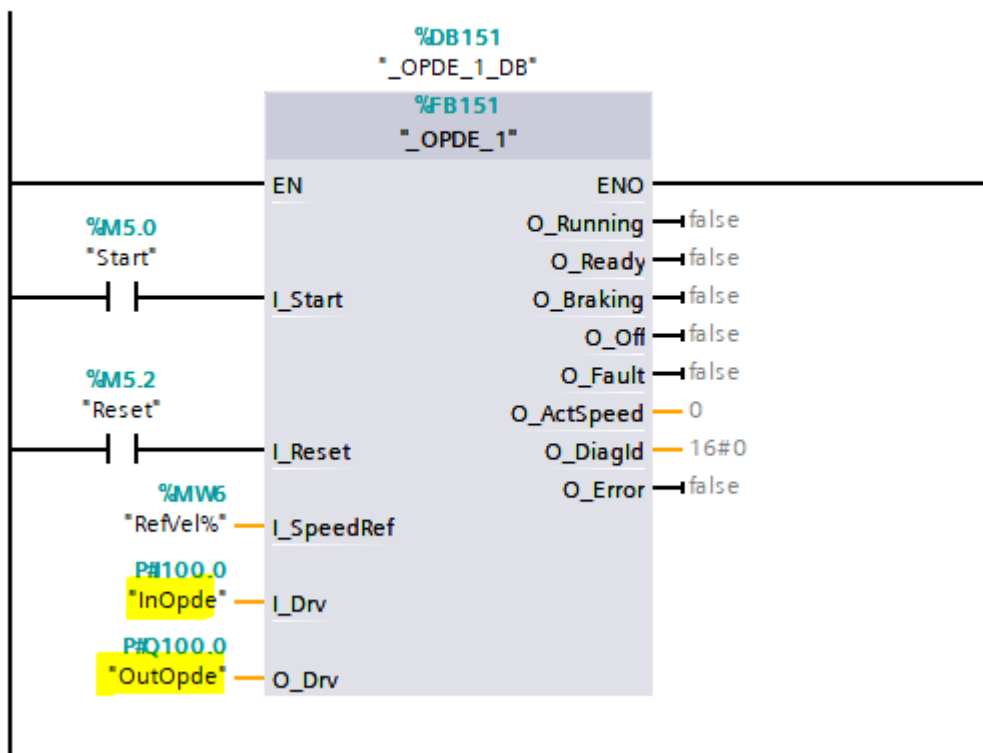 %DB151
"_OPDE_1_DB"
%FB151
"_OPDE_1"
EN
ENO
O_Running
false
%M5.0
"Start"
O_Ready
false
I_Start
O_Braking
false
O_Off
false
%M5.2
"Reset"
O_Fault
false
O_ActSpeed
0
I_Reset
O_DiagId
16#0
%MW6
"RefVel%"
I_SpeedRef
O_Error
false
P#I100.0
"InOpde"
I_Drv
P#Q100.0
"OutOpde"
O_Drv